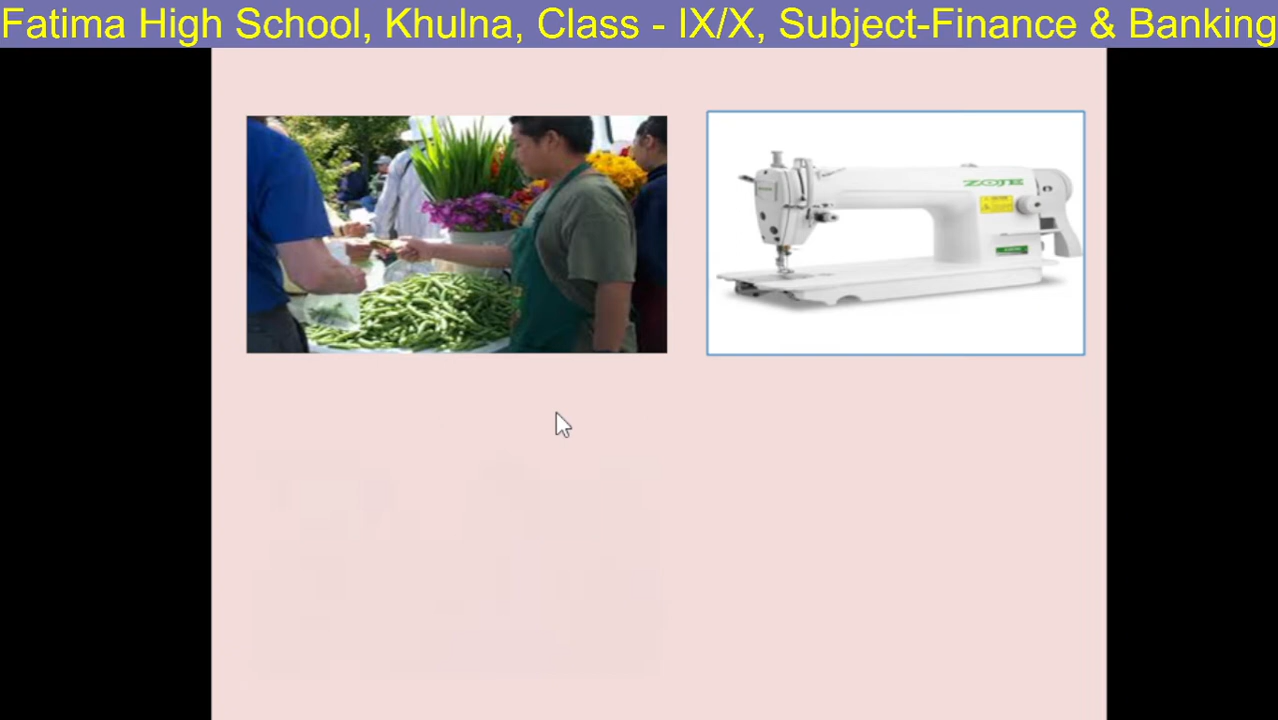 Fatima High School, Khulna, Class - IX/X, Subject-Finance & Banking
ZOJE